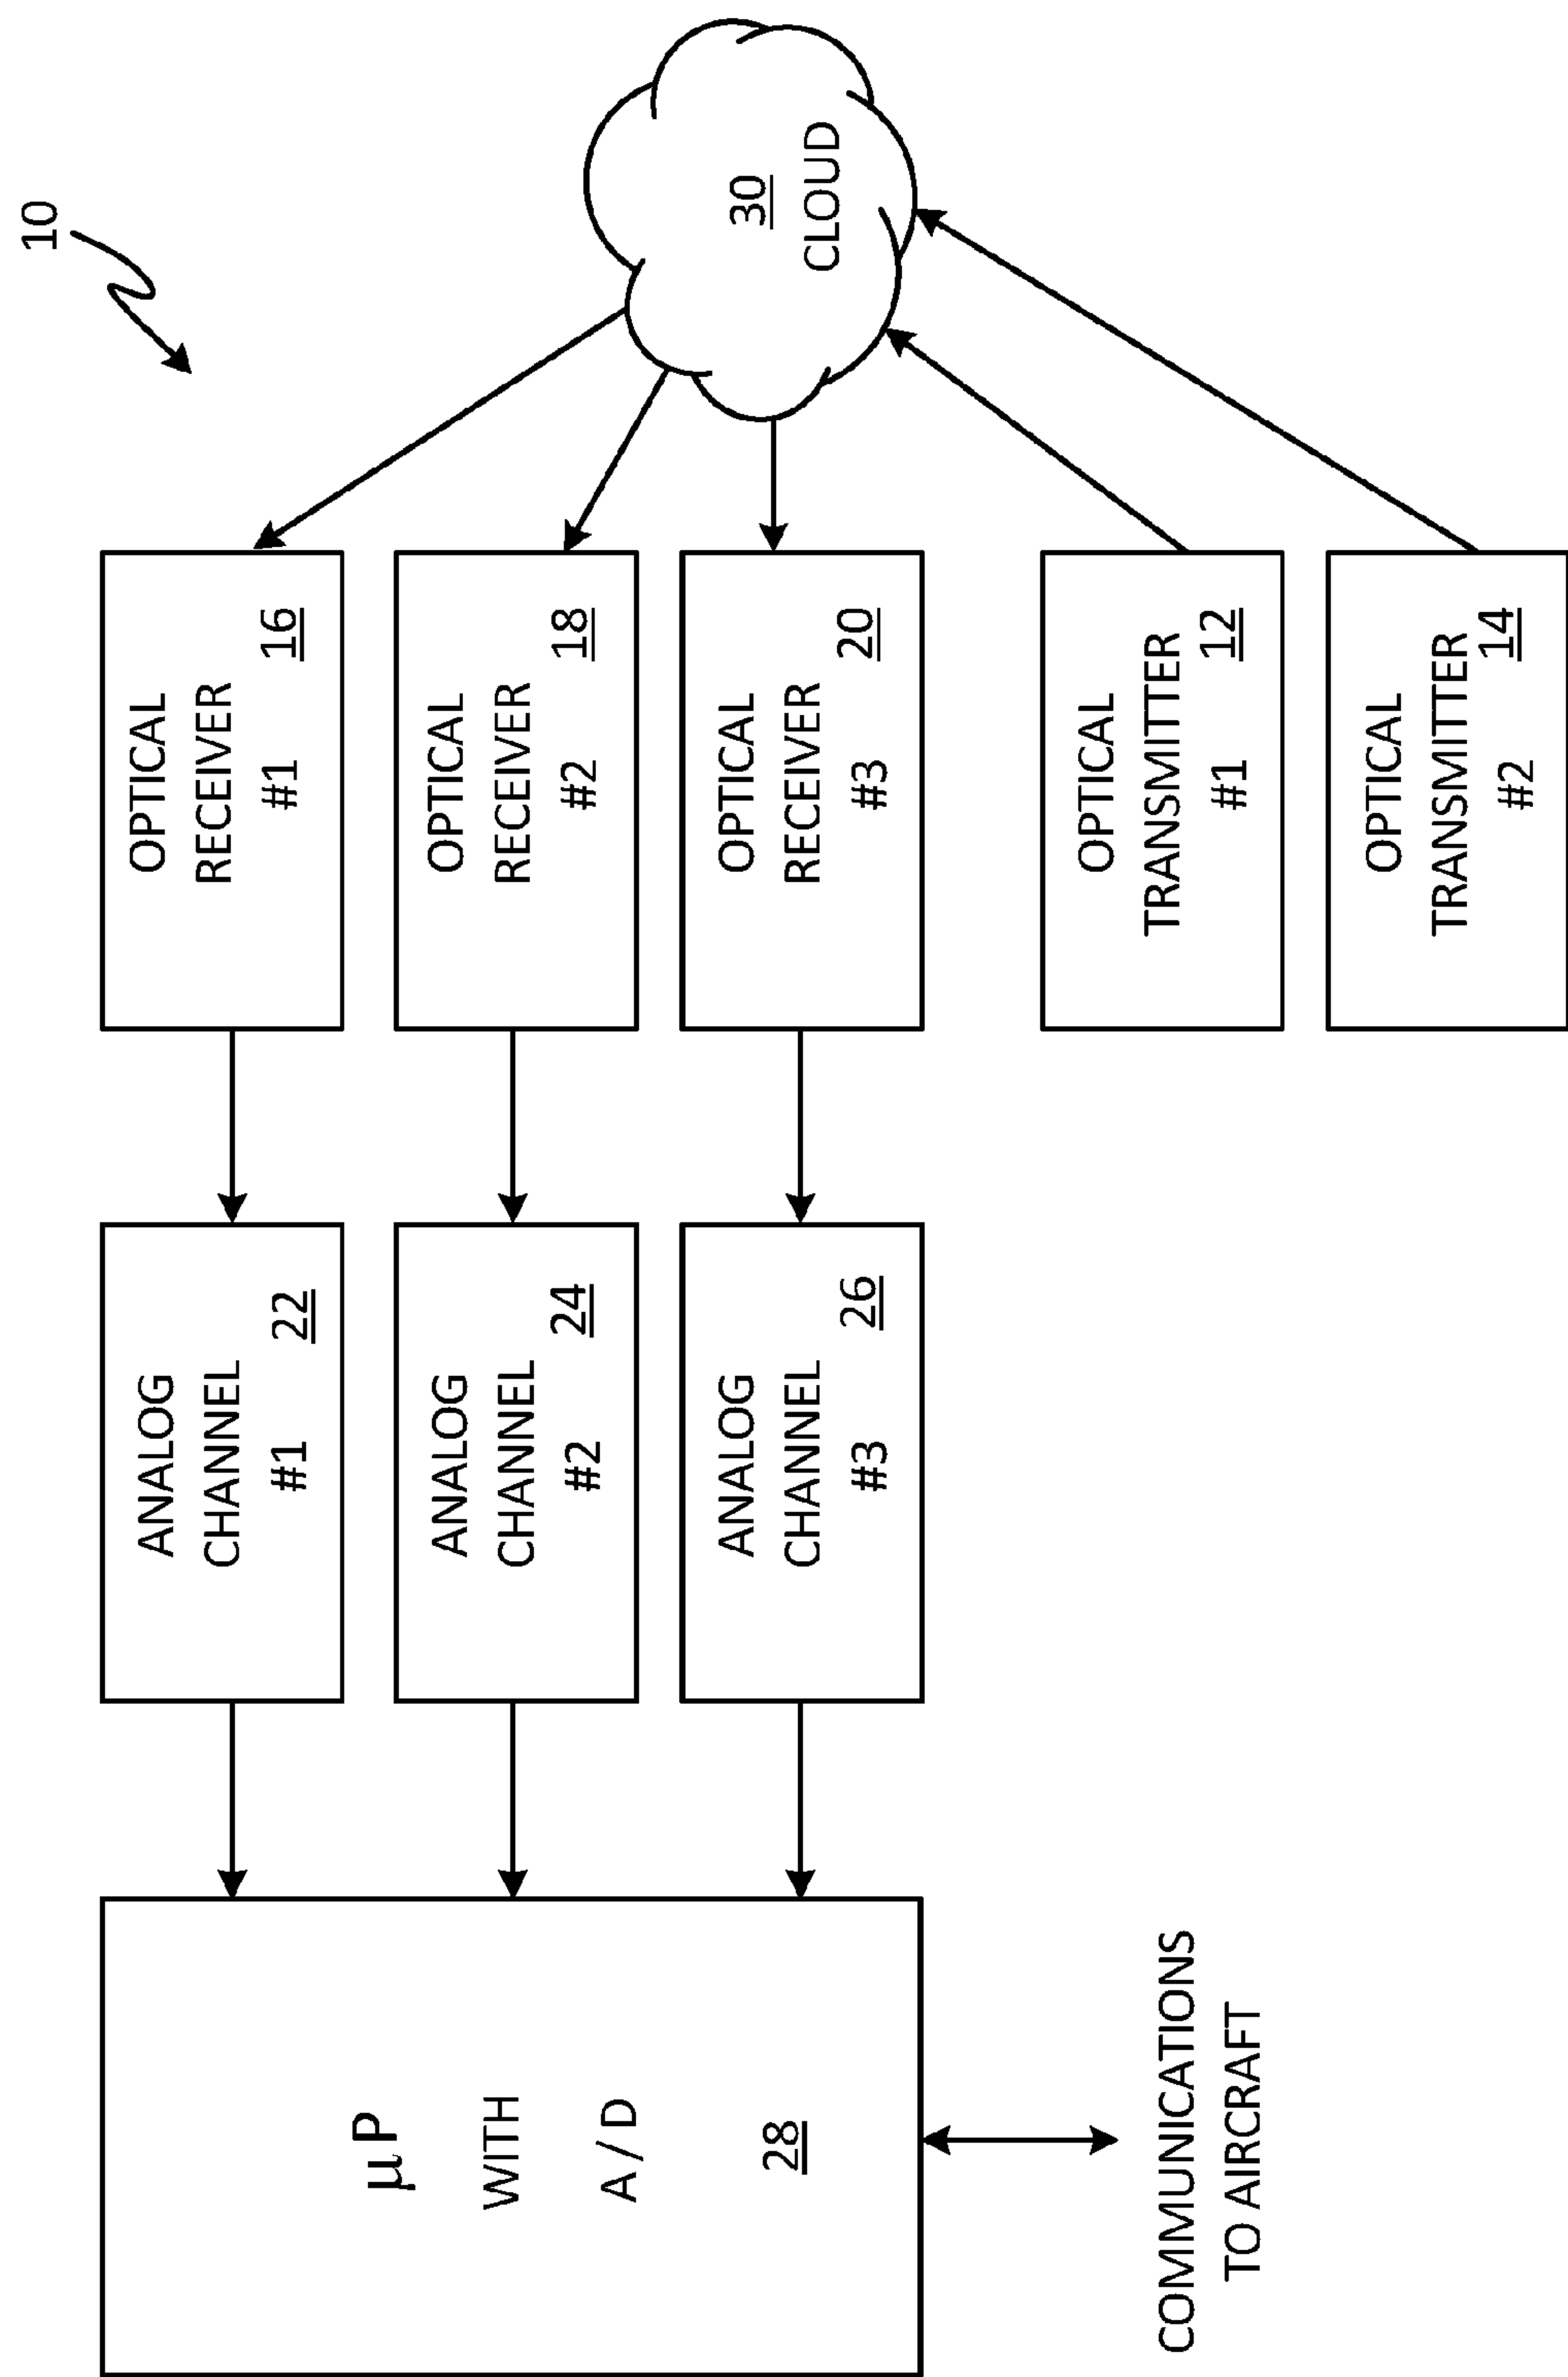 10
µP
WITH
A / D
28
ANALOG
CHANNEL
#1
22
ANALOG
CHANNEL
#2
24
ANALOG
CHANNEL
#3
26
OPTICAL
RECEIVER
#1
16
OPTICAL
RECEIVER
#2
18
OPTICAL
RECEIVER
#3
20
OPTICAL
TRANSMITTER
#1
12
OPTICAL
TRANSMITTER
#2
14
30
CLOUD
COMMUNICATIONS
TO AIRCRAFT